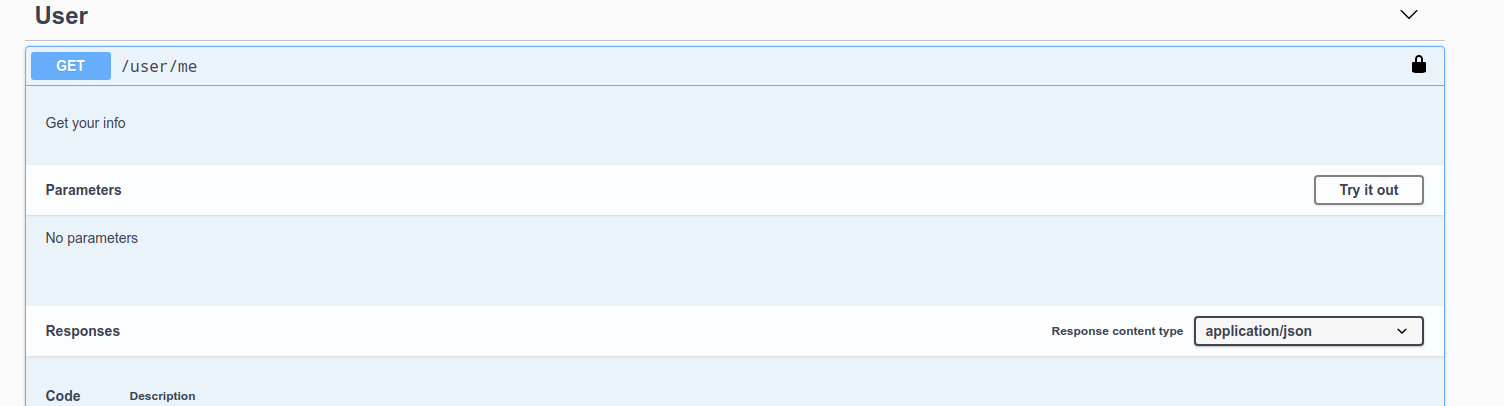 User
GET /user/me
Get your info
Parameters Try it out
No parameters
Responses Response content type application/json
Code Description